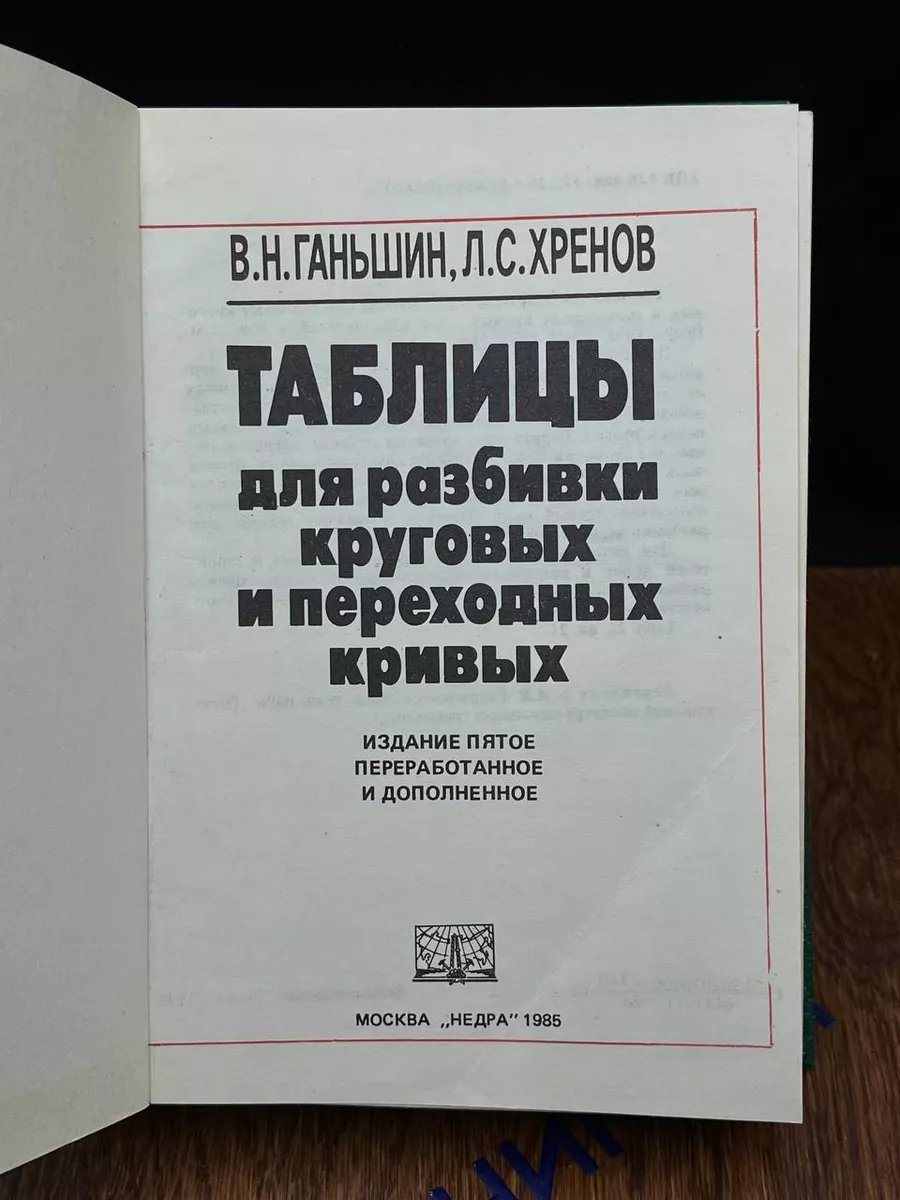 В.Н.ГАНЬШИН, Л.С.ХРЕНОВ
ТАБЛИЦЫ
для разбивки
круговых
и переходных
кривых
ИЗДАНИЕ ПЯТОЕ
ПЕРЕРАБОТАННОЕ
И ДОПОЛНЕННОЕ
МОСКВА „НЕДРА" 1985